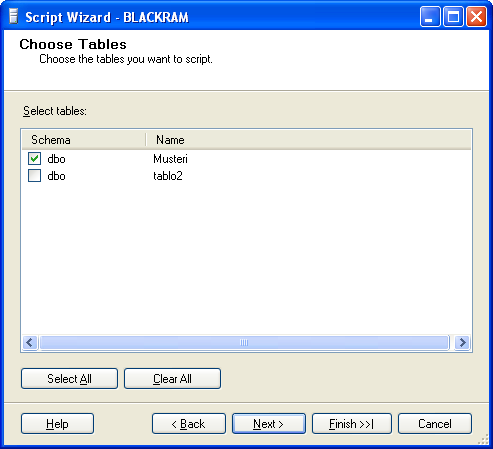 Script Wizard - BLACKRAM
Choose Tables
Choose the tables you want to script.
Select tables:
Schema Name
dbo Musteri
dbo tablo2
Select All Clear All
Help < Back Next > Finish >>| Cancel